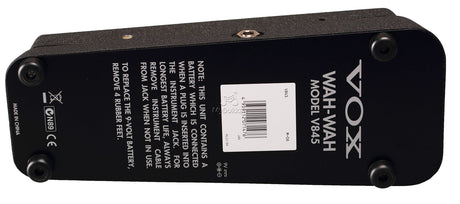 VOX
WAH-WAH
MODEL V845
NOTE: THIS UNIT CONTAINS A
BATTERY WHICH IS CONNECTED
WHEN A PLUG IS INSERTED INTO
THE INSTRUMENT JACK. FOR
LONGEST BATTERY LIFE, ALWAYS
REMOVE INSTRUMENT CABLE
FROM JACK WHEN NOT IN USE.
TO REPLACE THE 9-VOLT BATTERY,
REMOVE 4 RUBBER FEET.
N89
MADE IN CHINA
V845